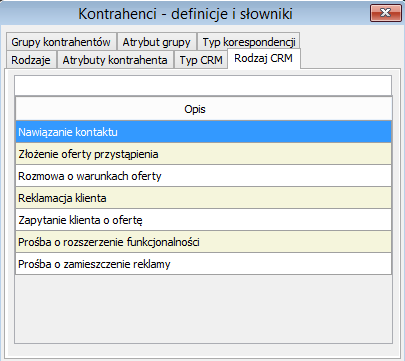 Kontrahenci - definicje i słowniki
Grupy kontrahentów Atrybut grupy Typ korespondencji
Rodzaje Atrybuty kontrahenta Typ CRM Rodzaj CRM
Opis
Nawiązanie kontaktu
Złożenie oferty przystąpienia
Rozmowa o warunkach oferty
Reklamacja klienta
Zapytanie klienta o ofertę
Prośba o rozszerzenie funkcjonalności
Prośba o zamieszczenie reklamy